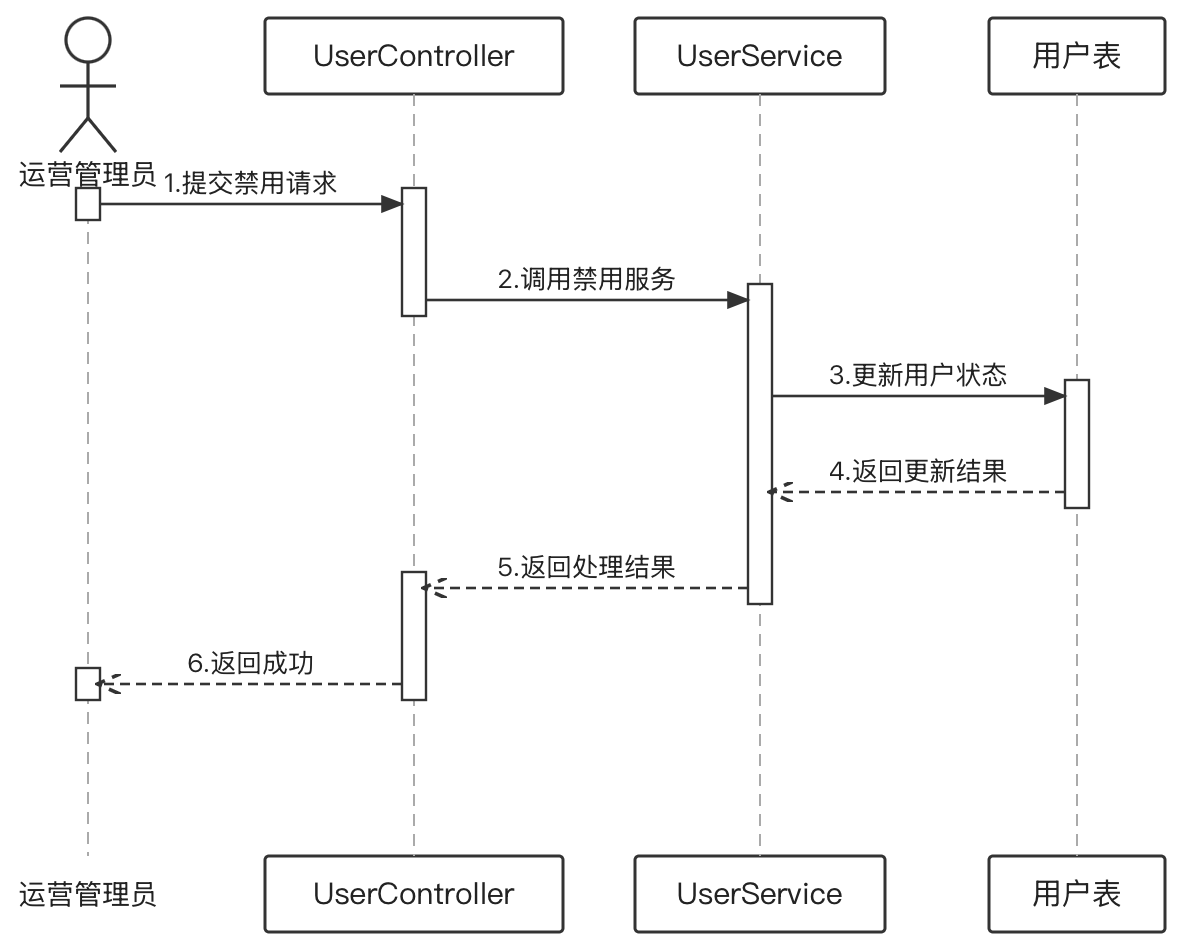 UserController
UserService
用户表
运营管理员
1.提交禁用请求
2.调用禁用服务
3.更新用户状态
4.返回更新结果
5.返回处理结果
6.返回成功
运营管理员
UserController
UserService
用户表